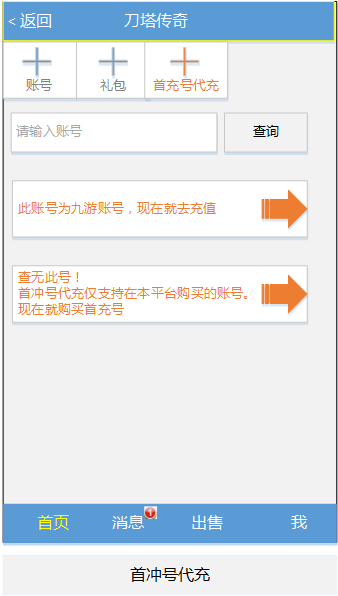 < 返回 刀塔传奇
账号 礼包 首充号代充
请输入账号 查询
此账号为九游账号，现在就去充值
查无此号！
首冲号代充仅支持在本平台购买的账号。
现在就购买首充号
首页 消息 出售 我
首冲号代充